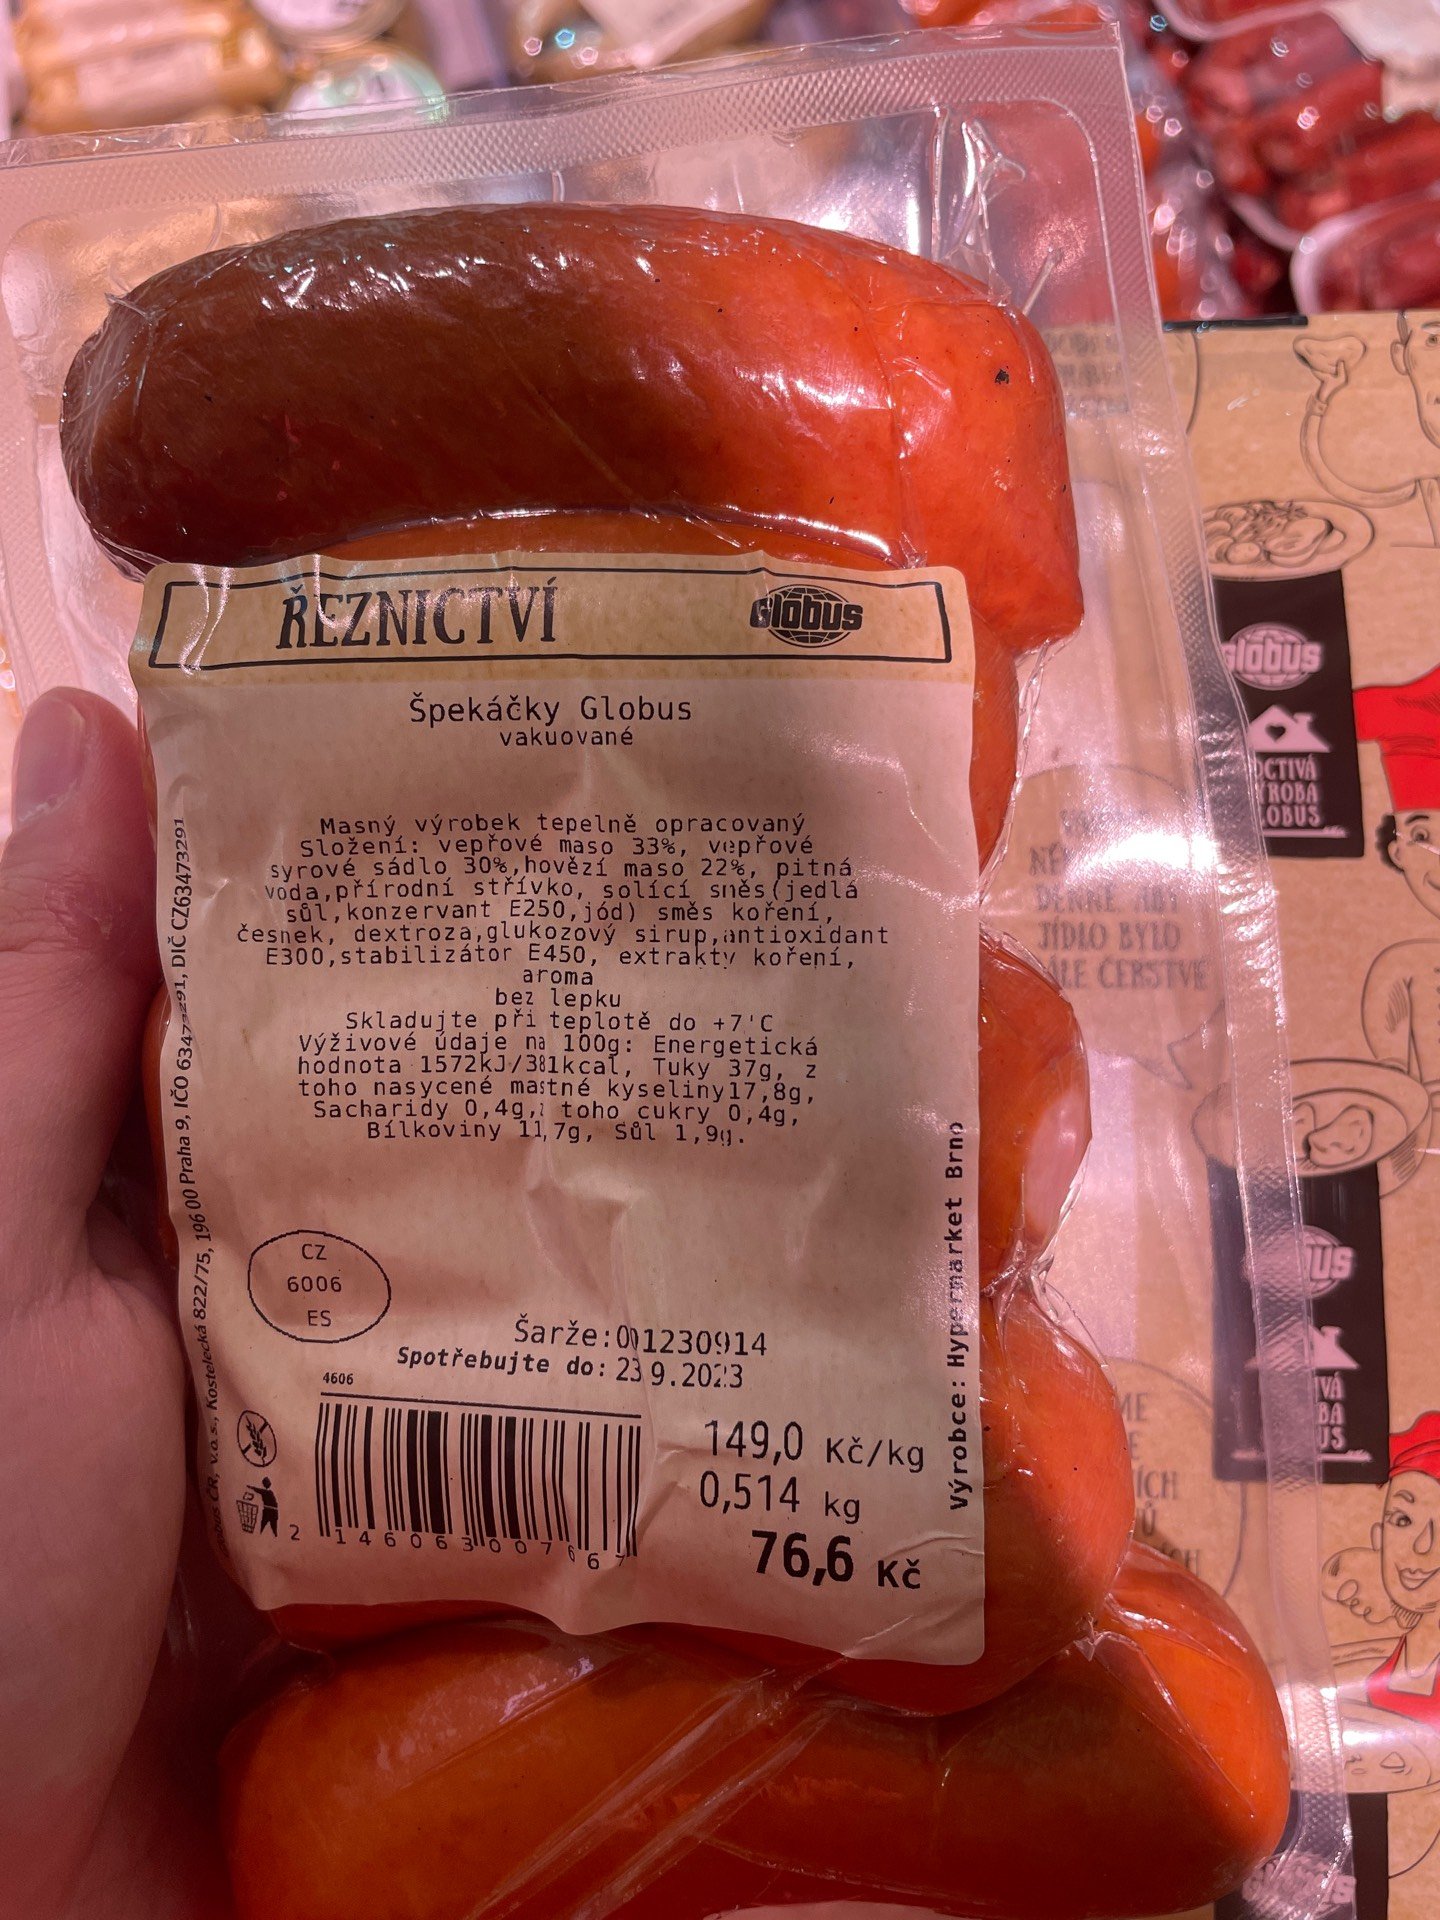 ŘEZNICTVÍ
Globus
Špekáčky Globus
vakuované
Masný výrobek tepelně opracovaný
Složení: vepřové maso 33%, vepřové
syrové sádlo 30%,hovězí maso 22%, pitná
voda,přírodní střívko, solící směs(jedlá
sůl,konzervant E250,jód) směs koření,
česnek, dextroza,glukozový sirup,antioxidant
E300,stabilizátor E450, extrakty koření,
aroma
bez lepku
Skladujte při teplotě do +7'C
Výživové údaje na 100g: Energetická
hodnota 1572kJ/381kcal, Tuky 37g, z
toho nasycené mastné kyseliny17,8g,
Sacharidy 0,4g,z toho cukry 0,4g,
Bílkoviny 11,7g, Sůl 1,9g.
CZ
6006
ES
Šarže:001230914
Spotřebujte do: 23.9.2023
4606
2 146063007667
149,0 Kč/kg
0,514 kg
76,6 Kč
Výrobce: Hypermarket Brno
Globus ČR, v.o.s., Kostelecká 822/75, 196 00 Praha 9, IČO 63473291, DIČ CZ63473291
Globus
DENNĚ, ABY
JÍDLO BYLO
ČERSTVÉ
Globus